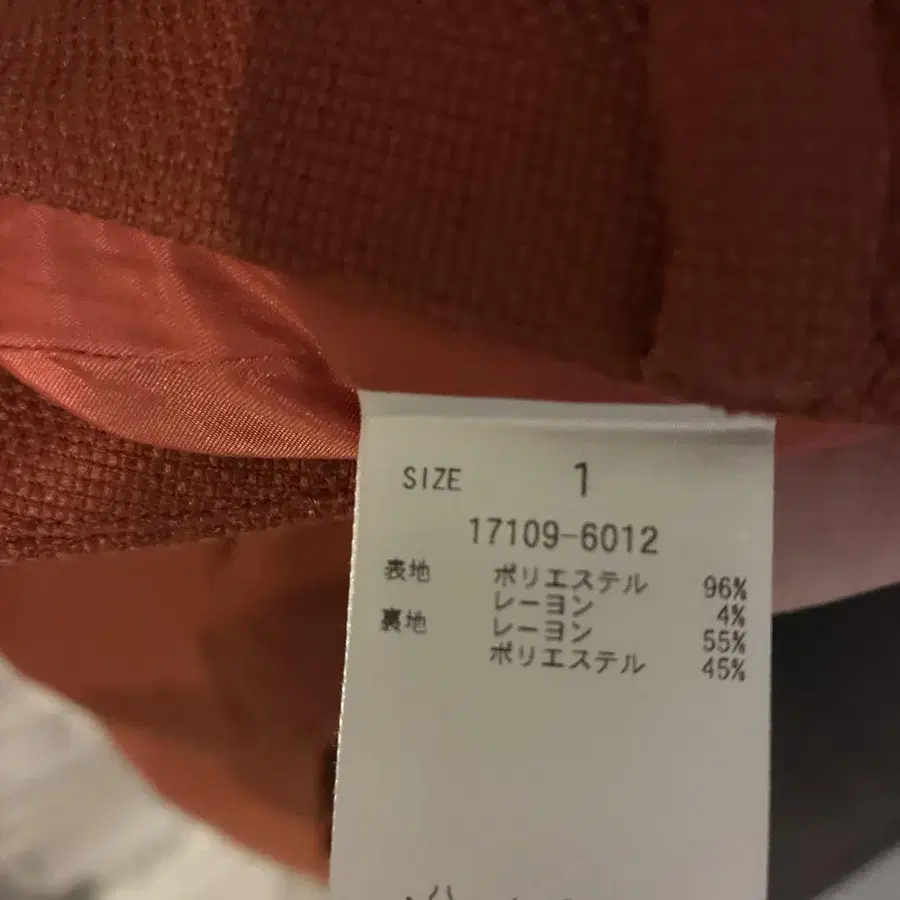 SIZE 1
17109-6012
表地 ポリエステル 96%
レーヨン 4%
裏地 レーヨン 55%
ポリエステル 45%